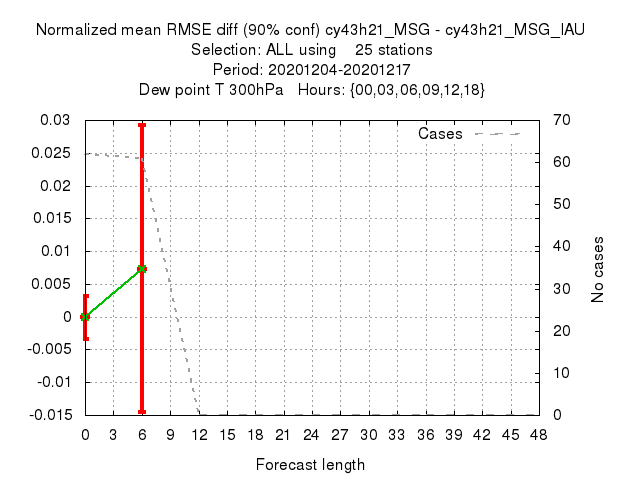 Normalized mean RMSE diff (90% conf) cy43h21_MSG - cy43h21_MSG_IAU
Selection: ALL using    25 stations
Period: 20201204-20201217
Dew point T 300hPa   Hours: {00,03,06,09,12,18}
0.03
0.025
0.02
0.015
0.01
0.005
0
-0.005
-0.01
-0.015
Cases
70
60
50
40
30
20
10
0
No cases
0 3 6 9 12 15 18 21 24 27 30 33 36 39 42 45 48
Forecast length